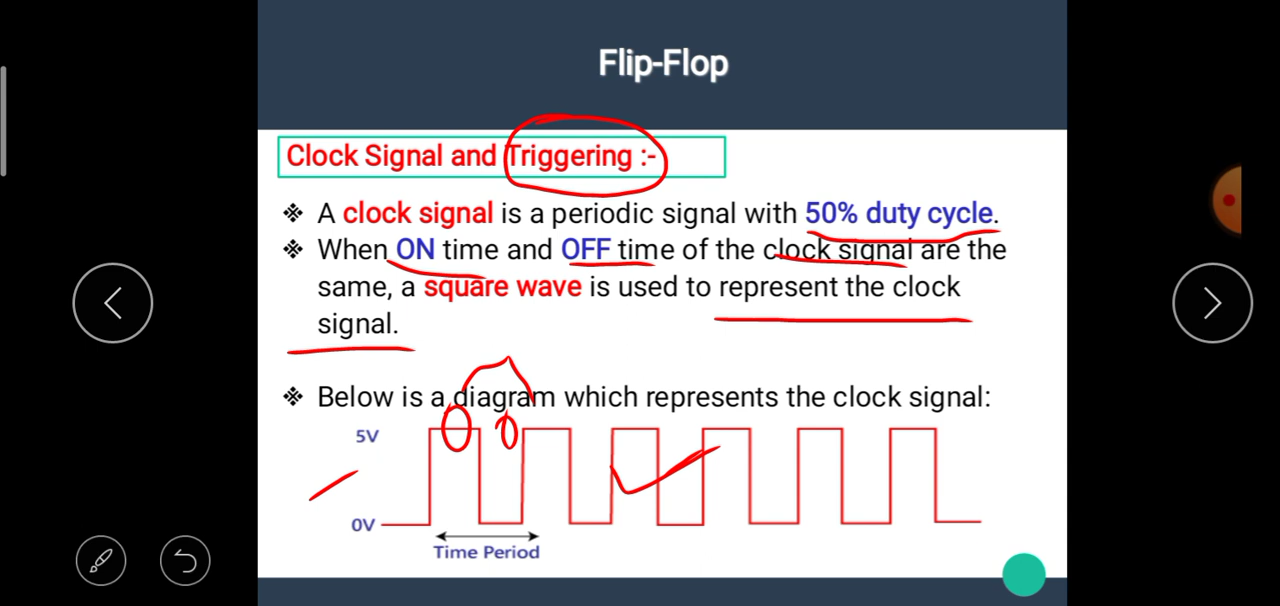 Flip-Flop
Clock Signal and Triggering :-
❖ A clock signal is a periodic signal with 50% duty cycle.
❖ When ON time and OFF time of the clock signal are the
same, a square wave is used to represent the clock
signal.
❖ Below is a diagram which represents the clock signal:
5V
0V
Time Period